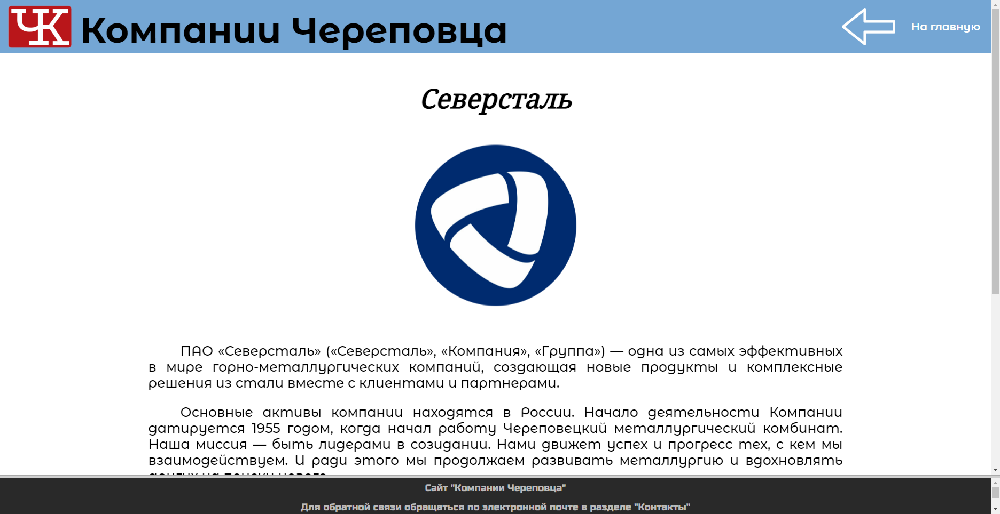 ЧК Компании Череповца
На главную
Северсталь
ПАО «Северсталь» («Северсталь», «Компания», «Группа») — одна из самых эффективных
в мире горно-металлургических компаний, создающая новые продукты и комплексные
решения из стали вместе с клиентами и партнерами.
Основные активы компании находятся в России. Начало деятельности Компании
датируется 1955 годом, когда начал работу Череповецкий металлургический комбинат.
Наша миссия — быть лидерами в созидании. Нами движет успех и прогресс тех, с кем мы
взаимодействуем. И ради этого мы продолжаем развивать металлургию и вдохновлять
других на поиски нового.
Сайт "Компании Череповца"
Для обратной связи обращаться по электронной почте в разделе "Контакты"